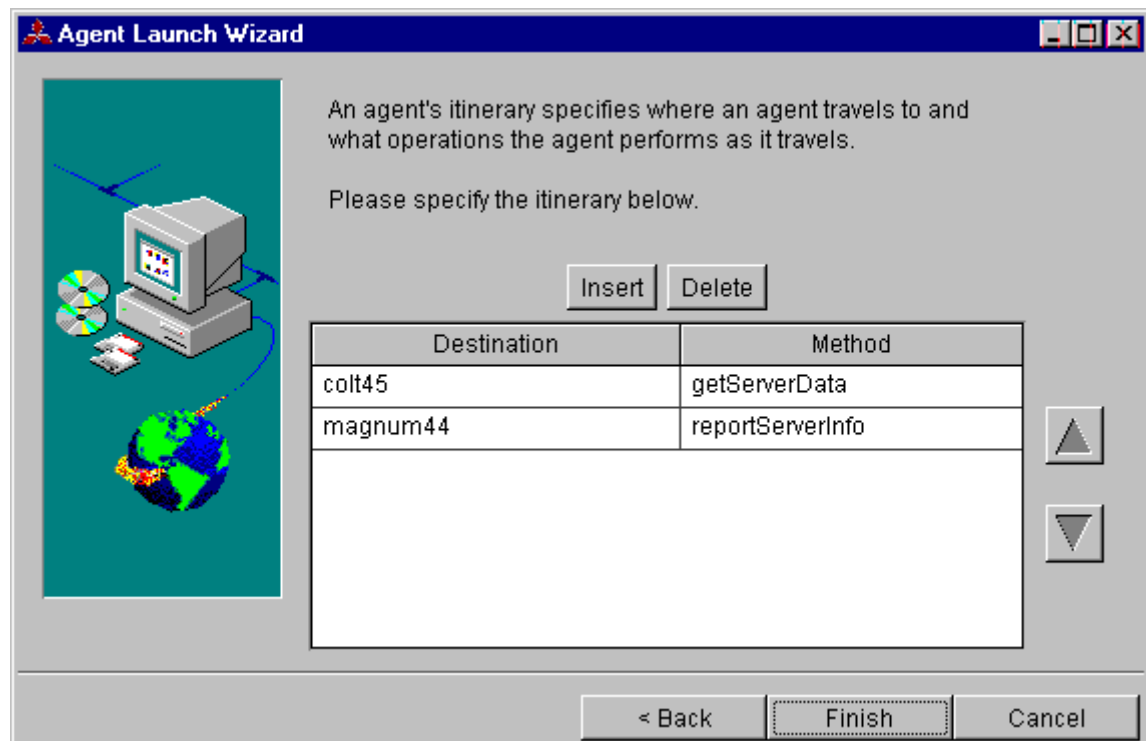 Agent Launch Wizard
An agent's itinerary specifies where an agent travels to and
what operations the agent performs as it travels.
Please specify the itinerary below.
Insert Delete
Destination Method
colt45 getServerData
magnum44 reportServerInfo
< Back Finish Cancel